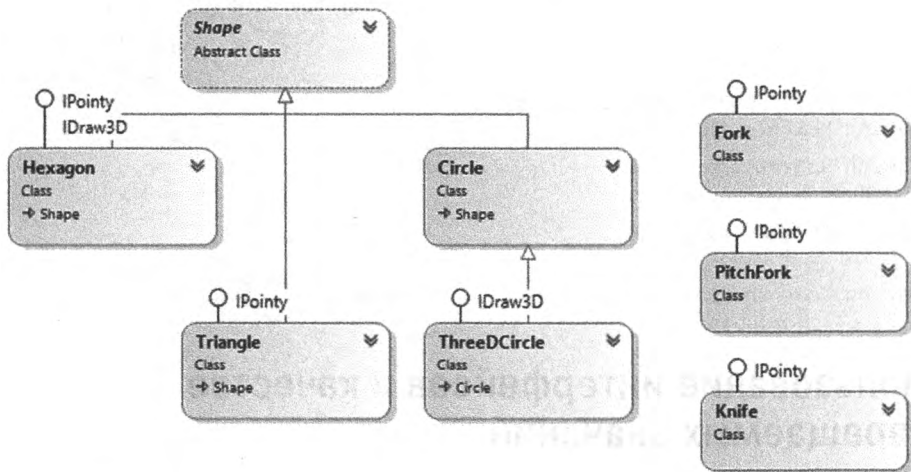 Shape
Abstract Class
IPointy
IDraw3D
Hexagon
Class
Shape
Circle
Class
Shape
IPointy
Triangle
Class
Shape
IDraw3D
ThreeDCircle
Class
Circle
IPointy
Fork
Class
IPointy
PitchFork
Class
IPointy
Knife
Class